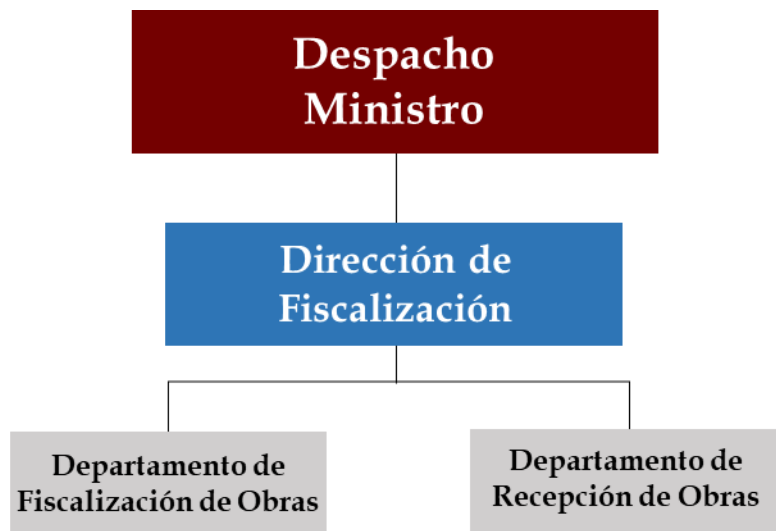 Despacho
Ministro
Dirección de
Fiscalización
Departamento de
Fiscalización de Obras
Departamento de
Recepción de Obras